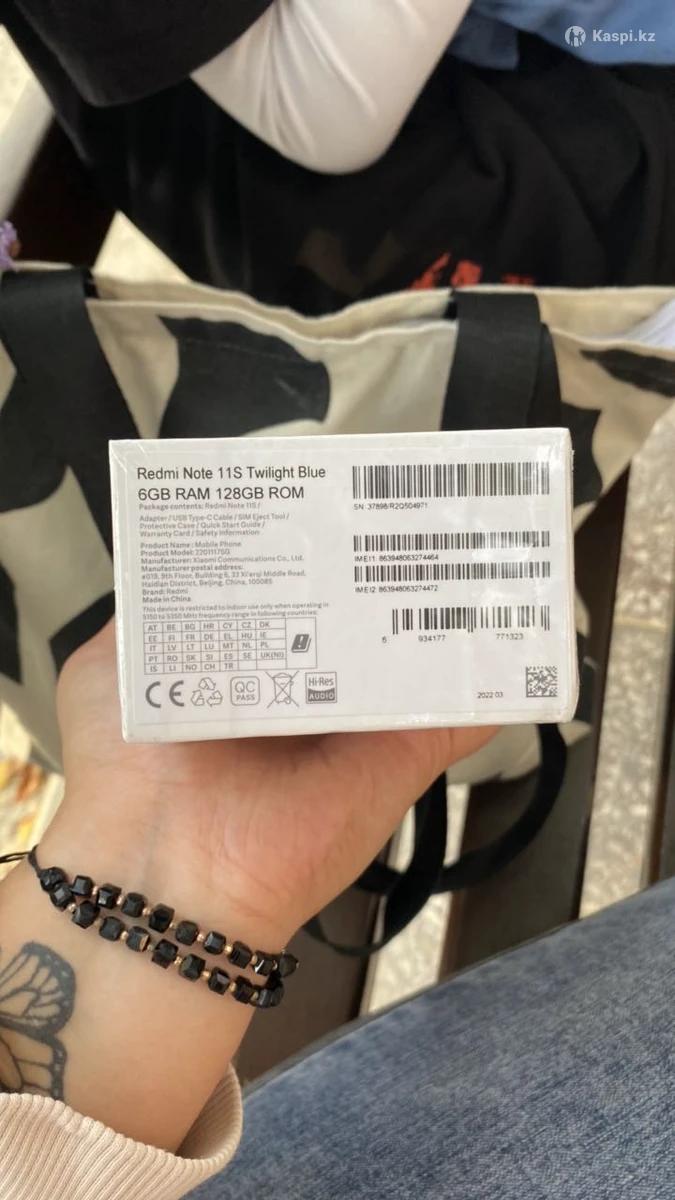 Kaspi.kz
Redmi Note 11S Twilight Blue
6GB RAM 128GB ROM
Package contents: Redmi Note 11S /
Adapter / USB Type-C Cable / SIM Eject Tool /
Protective Case / Quick Start Guide /
Warranty Card / Safety Information
Product Name: Mobile Phone
Product Model: 2201117SG
Manufacturer: Xiaomi Communications Co., Ltd.
Manufacturer postal address:
#019, 9th Floor, Building 6, 33 Xi'erqi Middle Road,
Haidian District, Beijing, China, 100085
Brand: Redmi
Made in China
This device is restricted to indoor use only when operating in
5150 to 5350 MHz frequency range in following countries:
AT BE BG HR CY CZ DK
EE FI FR DE EL HU IE
IT LV LT LU MT NL PL
PT RO SK SI ES SE UK(NI)
IS LI NO CH TR
CE
QC
PASS
Hi-Res
AUDIO
SN: 37898/R2Q504971
IMEI1: 863948063274464
IMEI2: 863948063274472
6 934177 771323
2022 03